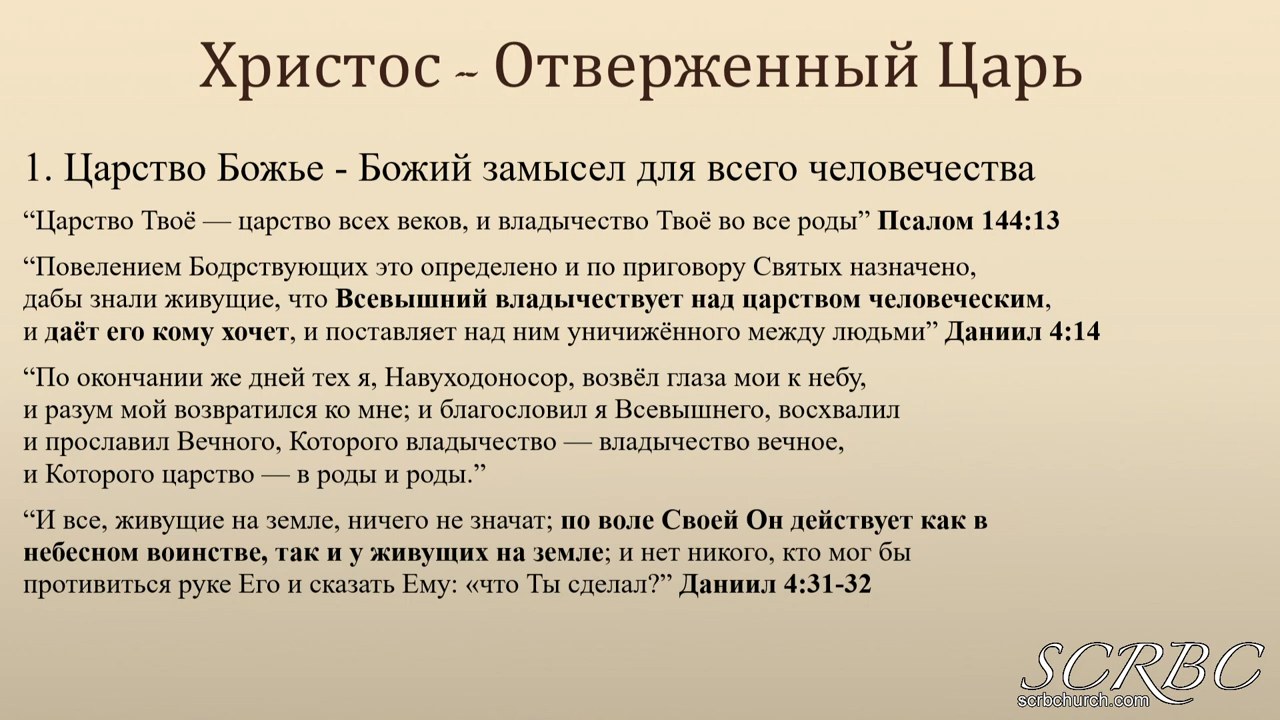 Христос ~ Отверженный Царь
1. Царство Божье - Божий замысел для всего человечества
“Царство Твоё — царство всех веков, и владычество Твоё во все роды” Псалом 144:13
“Повелением Бодрствующих это определено и по приговору Святых назначено,
дабы знали живущие, что Всевышний владычествует над царством человеческим,
и даёт его кому хочет, и поставляет над ним уничижённого между людьми” Даниил 4:14
“По окончании же дней тех я, Навуходоносор, возвёл глаза мои к небу,
и разум мой возвратился ко мне; и благословил я Всевышнего, восхвалил
и прославил Вечного, Которого владычество — владычество вечное,
и Которого царство — в роды и роды.”
“И все, живущие на земле, ничего не значат; по воле Своей Он действует как в
небесном воинстве, так и у живущих на земле; и нет никого, кто мог бы
противиться руке Его и сказать Ему: «что Ты сделал?” Даниил 4:31-32
SCRBC
scrbchurch.com